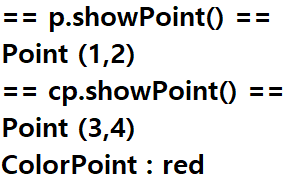 == p.showPoint() ==
Point (1,2)
== cp.showPoint() ==
Point (3,4)
ColorPoint : red